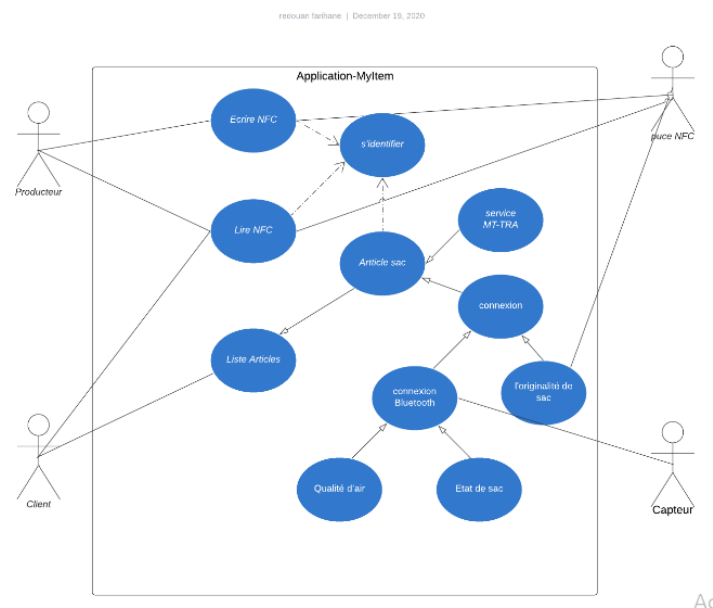 redouan farihane | December 19, 2020
Application-MyItem
Ecrire NFC
s'identifier
puce NFC
Producteur
service
MT-TRA
Lire NFC
Article sac
connexion
Liste Articles
connexion
Bluetooth
l'originalité de
sac
Qualité d'air
Etat de sac
Client
Capteur